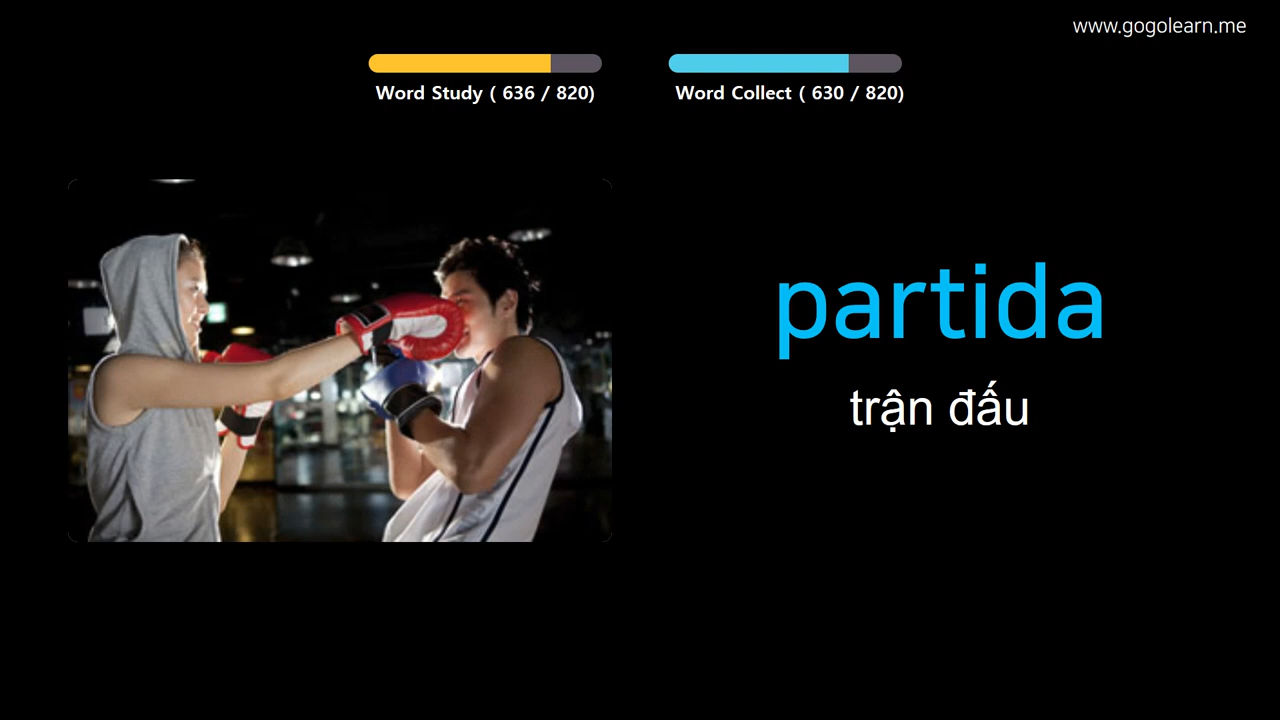 www.gogolearn.me
Word Study ( 636 / 820)
Word Collect ( 630 / 820)
partida
trận đấu